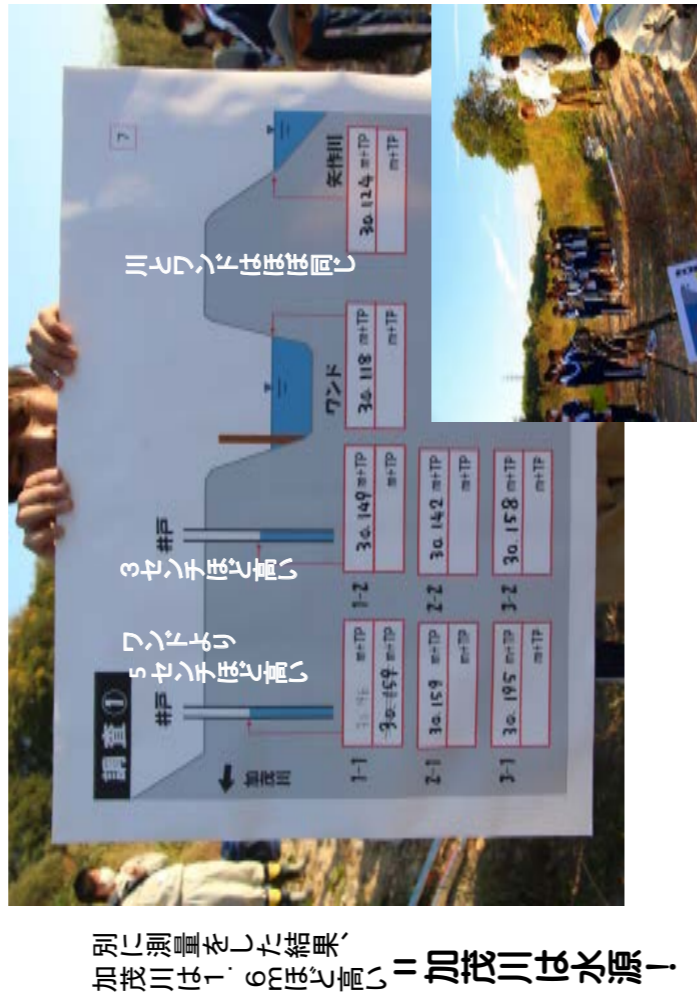 調査①
7
ワンドより
5センチほど高い
3センチほど高い
川とワンドはほぼ同じ
井戸
井戸
加茂川
ワンド
矢作川
1-1
m+TP
m+TP
1-2
30.149 m+TP
m+TP
30.118 m+TP
m+TP
30.124 m+TP
m+TP
2-1
30.159 m+TP
m+TP
2-2
30.142 m+TP
m+TP
3-1
30.195 m+TP
m+TP
3-2
30.158 m+TP
m+TP
別に測量をした結果、
加茂川は1．6mほど高い
＝加茂川は水源！